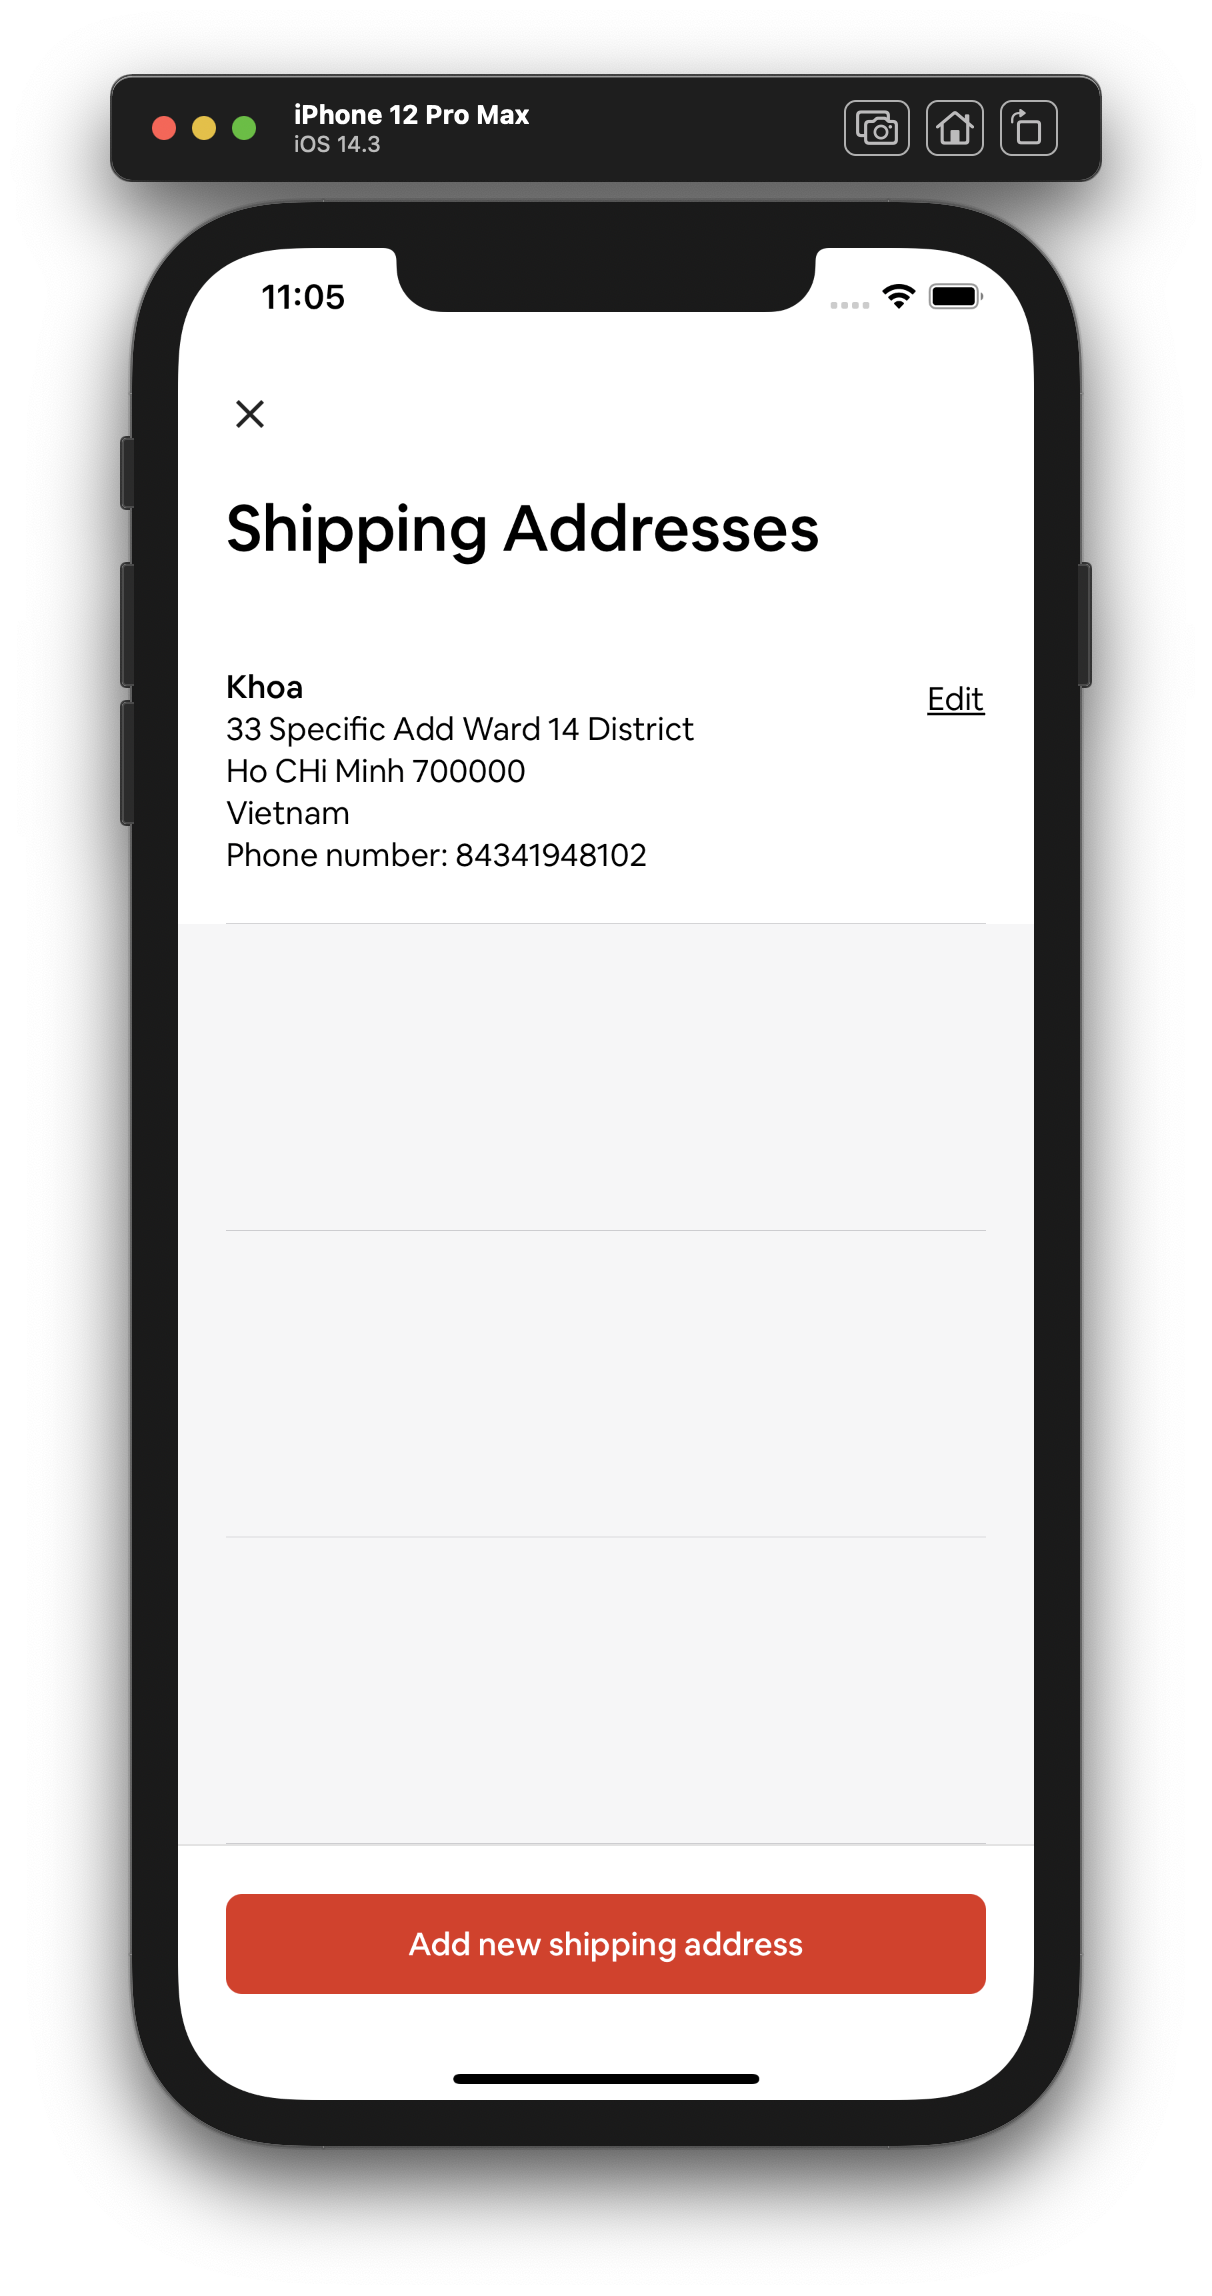 iPhone 12 Pro Max
iOS 14.3
11:05
Shipping Addresses
Khoa
Edit
33 Specific Add Ward 14 District
Ho CHi Minh 700000
Vietnam
Phone number: 84341948102
Add new shipping address